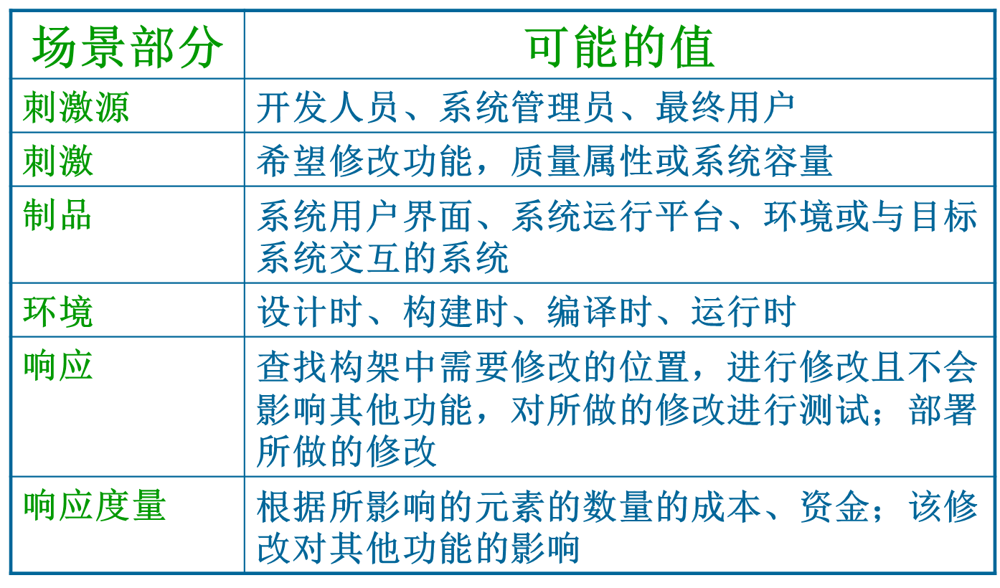 场景部分
可能的值
刺激源
开发人员、系统管理员、最终用户
刺激
希望修改功能，质量属性或系统容量
制品
系统用户界面、系统运行平台、环境或与目标
系统交互的系统
环境
设计时、构建时、编译时、运行时
响应
查找构架中需要修改的位置，进行修改且不会
影响其他功能，对所做的修改进行测试；部署
所做的修改
响应度量
根据所影响的元素的数量的成本、资金；该修
改对其他功能的影响